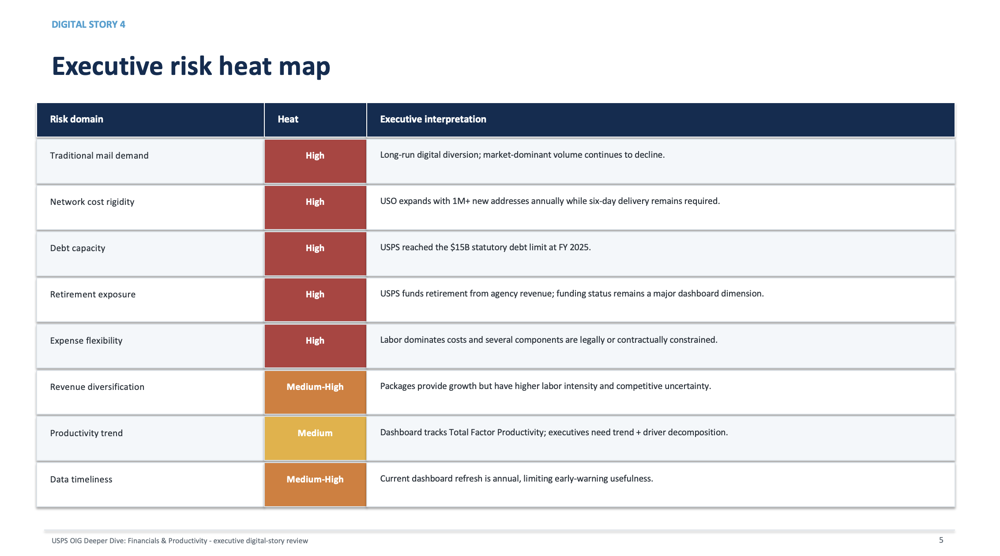 DIGITAL STORY 4
Executive risk heat map
Risk domain Heat Executive interpretation
Traditional mail demand High Long-run digital diversion; market-dominant volume continues to decline.
Network cost rigidity High USO expands with 1M+ new addresses annually while six-day delivery remains required.
Debt capacity High USPS reached the $15B statutory debt limit at FY 2025.
Retirement exposure High USPS funds retirement from agency revenue; funding status remains a major dashboard dimension.
Expense flexibility High Labor dominates costs and several components are legally or contractually constrained.
Revenue diversification Medium-High Packages provide growth but have higher labor intensity and competitive uncertainty.
Productivity trend Medium Dashboard tracks Total Factor Productivity; executives need trend + driver decomposition.
Data timeliness Medium-High Current dashboard refresh is annual, limiting early-warning usefulness.
USPS OIG Deeper Dive: Financials & Productivity - executive digital-story review 5